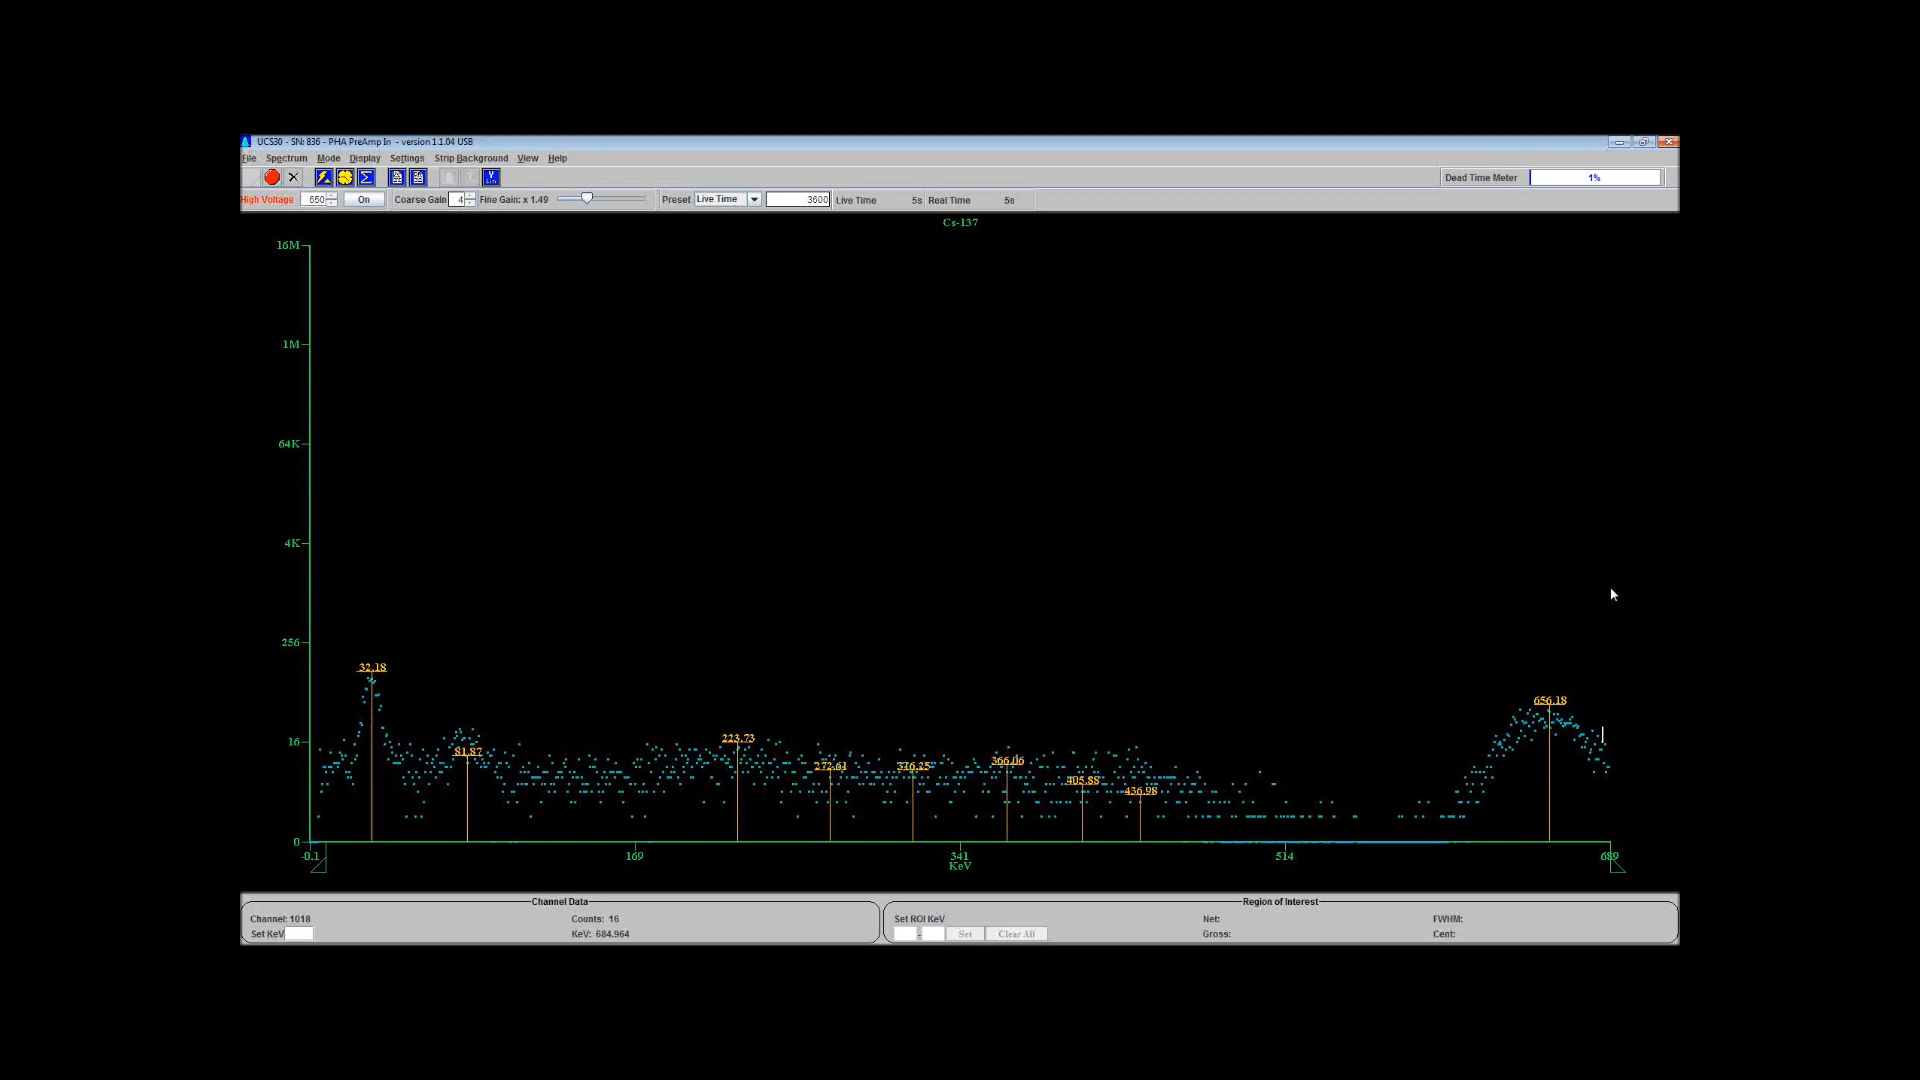 UCS30 - SN: 836 - PHA PreAmp In - version 1.1.04 USB
File Spectrum Mode Display Settings Strip Background View Help
Dead Time Meter 1%
High Voltage 650 On Coarse Gain 4 Fine Gain: x 1.49 Preset Live Time 3600 Live Time 5s Real Time 5s
Cs-137
16M
1M
64K
4K
256
32.18
656.18
16
223.73
81.87
366.06
272.61 316.25
405.88
436.98
0
-0.1 169 341 514 689
KeV
Channel Data Region of Interest
Channel: 1018 Counts: 16 Set ROI KeV Net: FWHM:
Set KeV KeV: 684.964 - Set Clear All Gross: Cent: